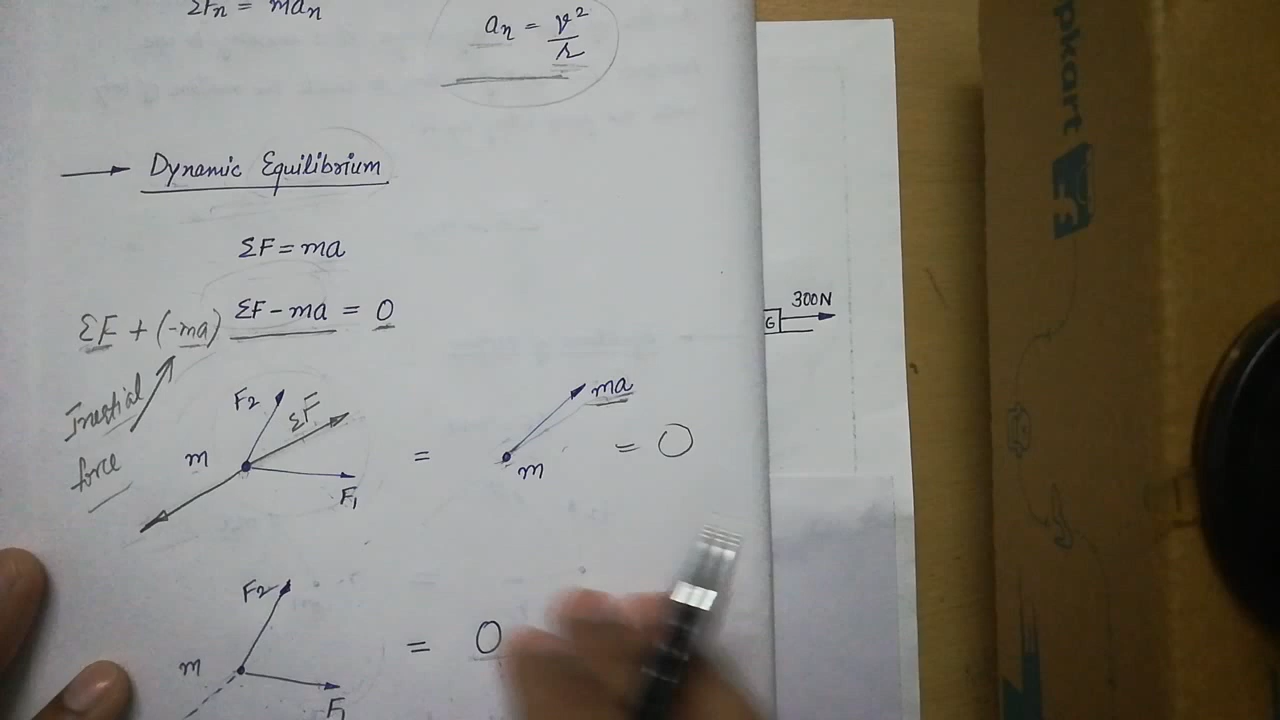 ΣFn = man
an = v²/r
Dynamic Equilibrium
ΣF = ma
ΣF + (-ma) ΣF - ma = 0
Inertial
force
F2 ΣF
m
F1
=
ma
m
= 0
F2
m
F1
= 0
300N
G
pkart